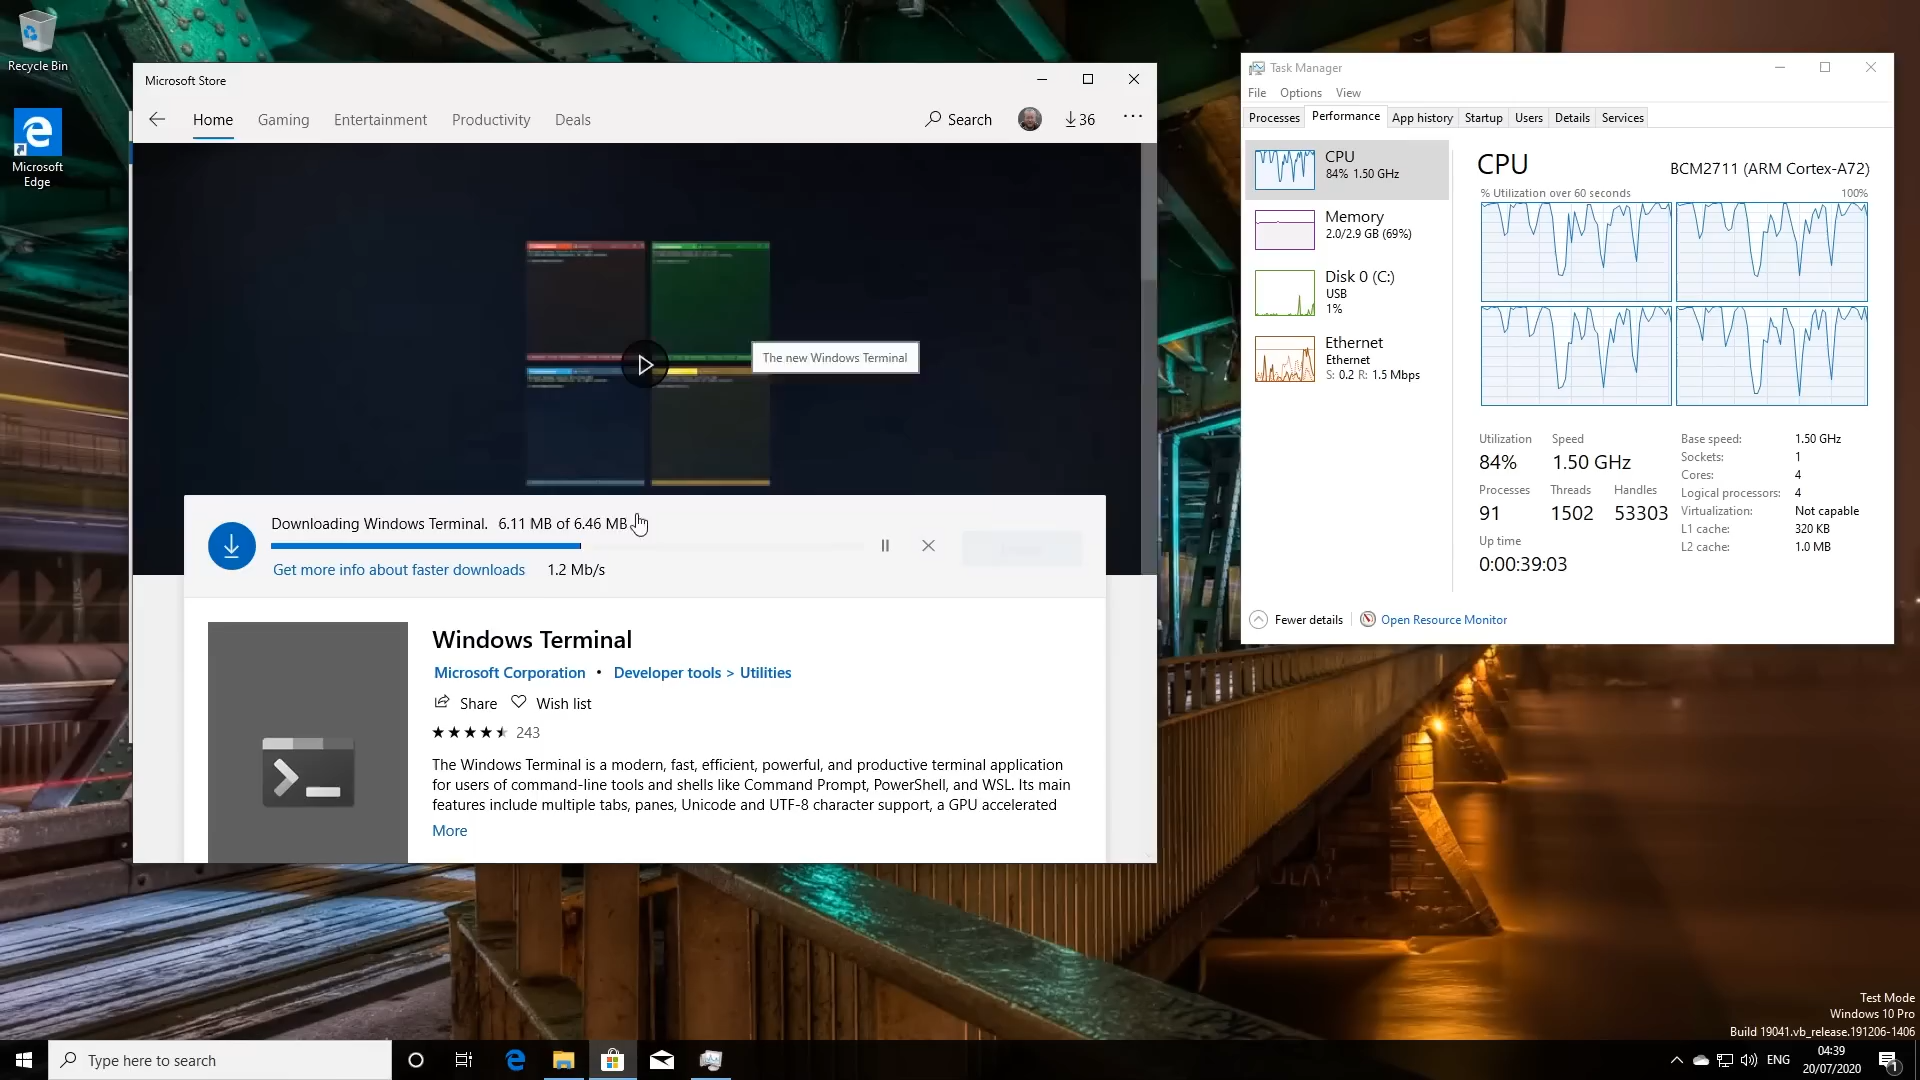 Recycle Bin
Microsoft
Edge
Microsoft Store
Home Gaming Entertainment Productivity Deals
Search
36
The new Windows Terminal
Downloading Windows Terminal. 6.11 MB of 6.46 MB
Get more info about faster downloads 1.2 Mb/s
Windows Terminal
Microsoft Corporation • Developer tools > Utilities
Share Wish list
243
The Windows Terminal is a modern, fast, efficient, powerful, and productive terminal application
for users of command-line tools and shells like Command Prompt, PowerShell, and WSL. Its main
features include multiple tabs, panes, Unicode and UTF-8 character support, a GPU accelerated
More
Task Manager
File Options View
Processes Performance App history Startup Users Details Services
CPU
84% 1.50 GHz
Memory
2.0/2.9 GB (69%)
Disk 0 (C:)
USB
1%
Ethernet
Ethernet
S: 0.2 R: 1.5 Mbps
CPU BCM2711 (ARM Cortex-A72)
% Utilization over 60 seconds 100%
Utilization Speed
84% 1.50 GHz
Processes Threads Handles
91 1502 53303
Up time
0:00:39:03
Base speed: 1.50 GHz
Sockets: 1
Cores: 4
Logical processors: 4
Virtualization: Not capable
L1 cache: 320 KB
L2 cache: 1.0 MB
Fewer details Open Resource Monitor
Test Mode
Windows 10 Pro
Build 19041.vb_release.191206-1406
Type here to search
ENG
04:39
20/07/2020
1